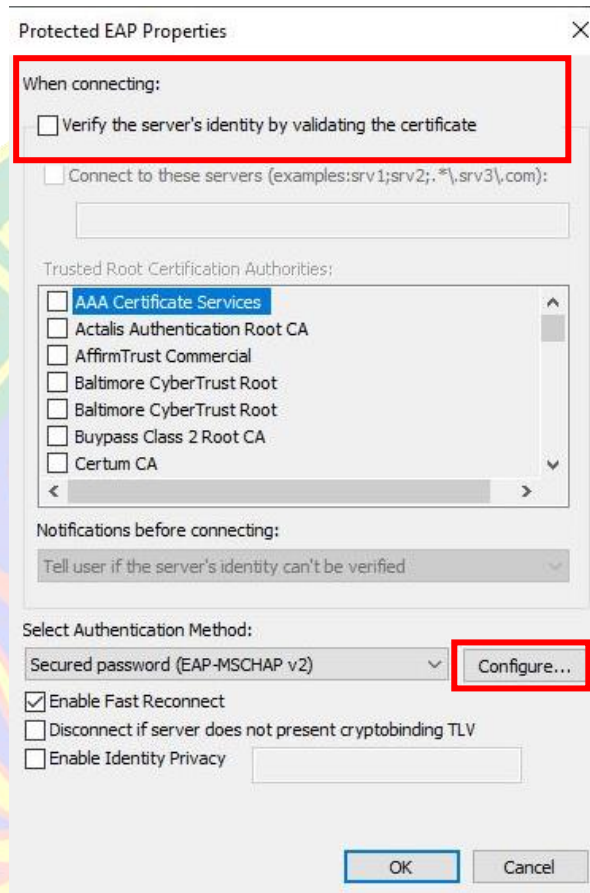 Protected EAP Properties
When connecting:
Verify the server's identity by validating the certificate
Connect to these servers (examples:srv1;srv2;.*\.srv3\.com):
Trusted Root Certification Authorities:
AAA Certificate Services
Actalis Authentication Root CA
AffirmTrust Commercial
Baltimore CyberTrust Root
Baltimore CyberTrust Root
Buypass Class 2 Root CA
Certum CA
Notifications before connecting:
Tell user if the server's identity can't be verified
Select Authentication Method:
Secured password (EAP-MSCHAP v2) Configure...
Enable Fast Reconnect
Disconnect if server does not present cryptobinding TLV
Enable Identity Privacy
OK Cancel